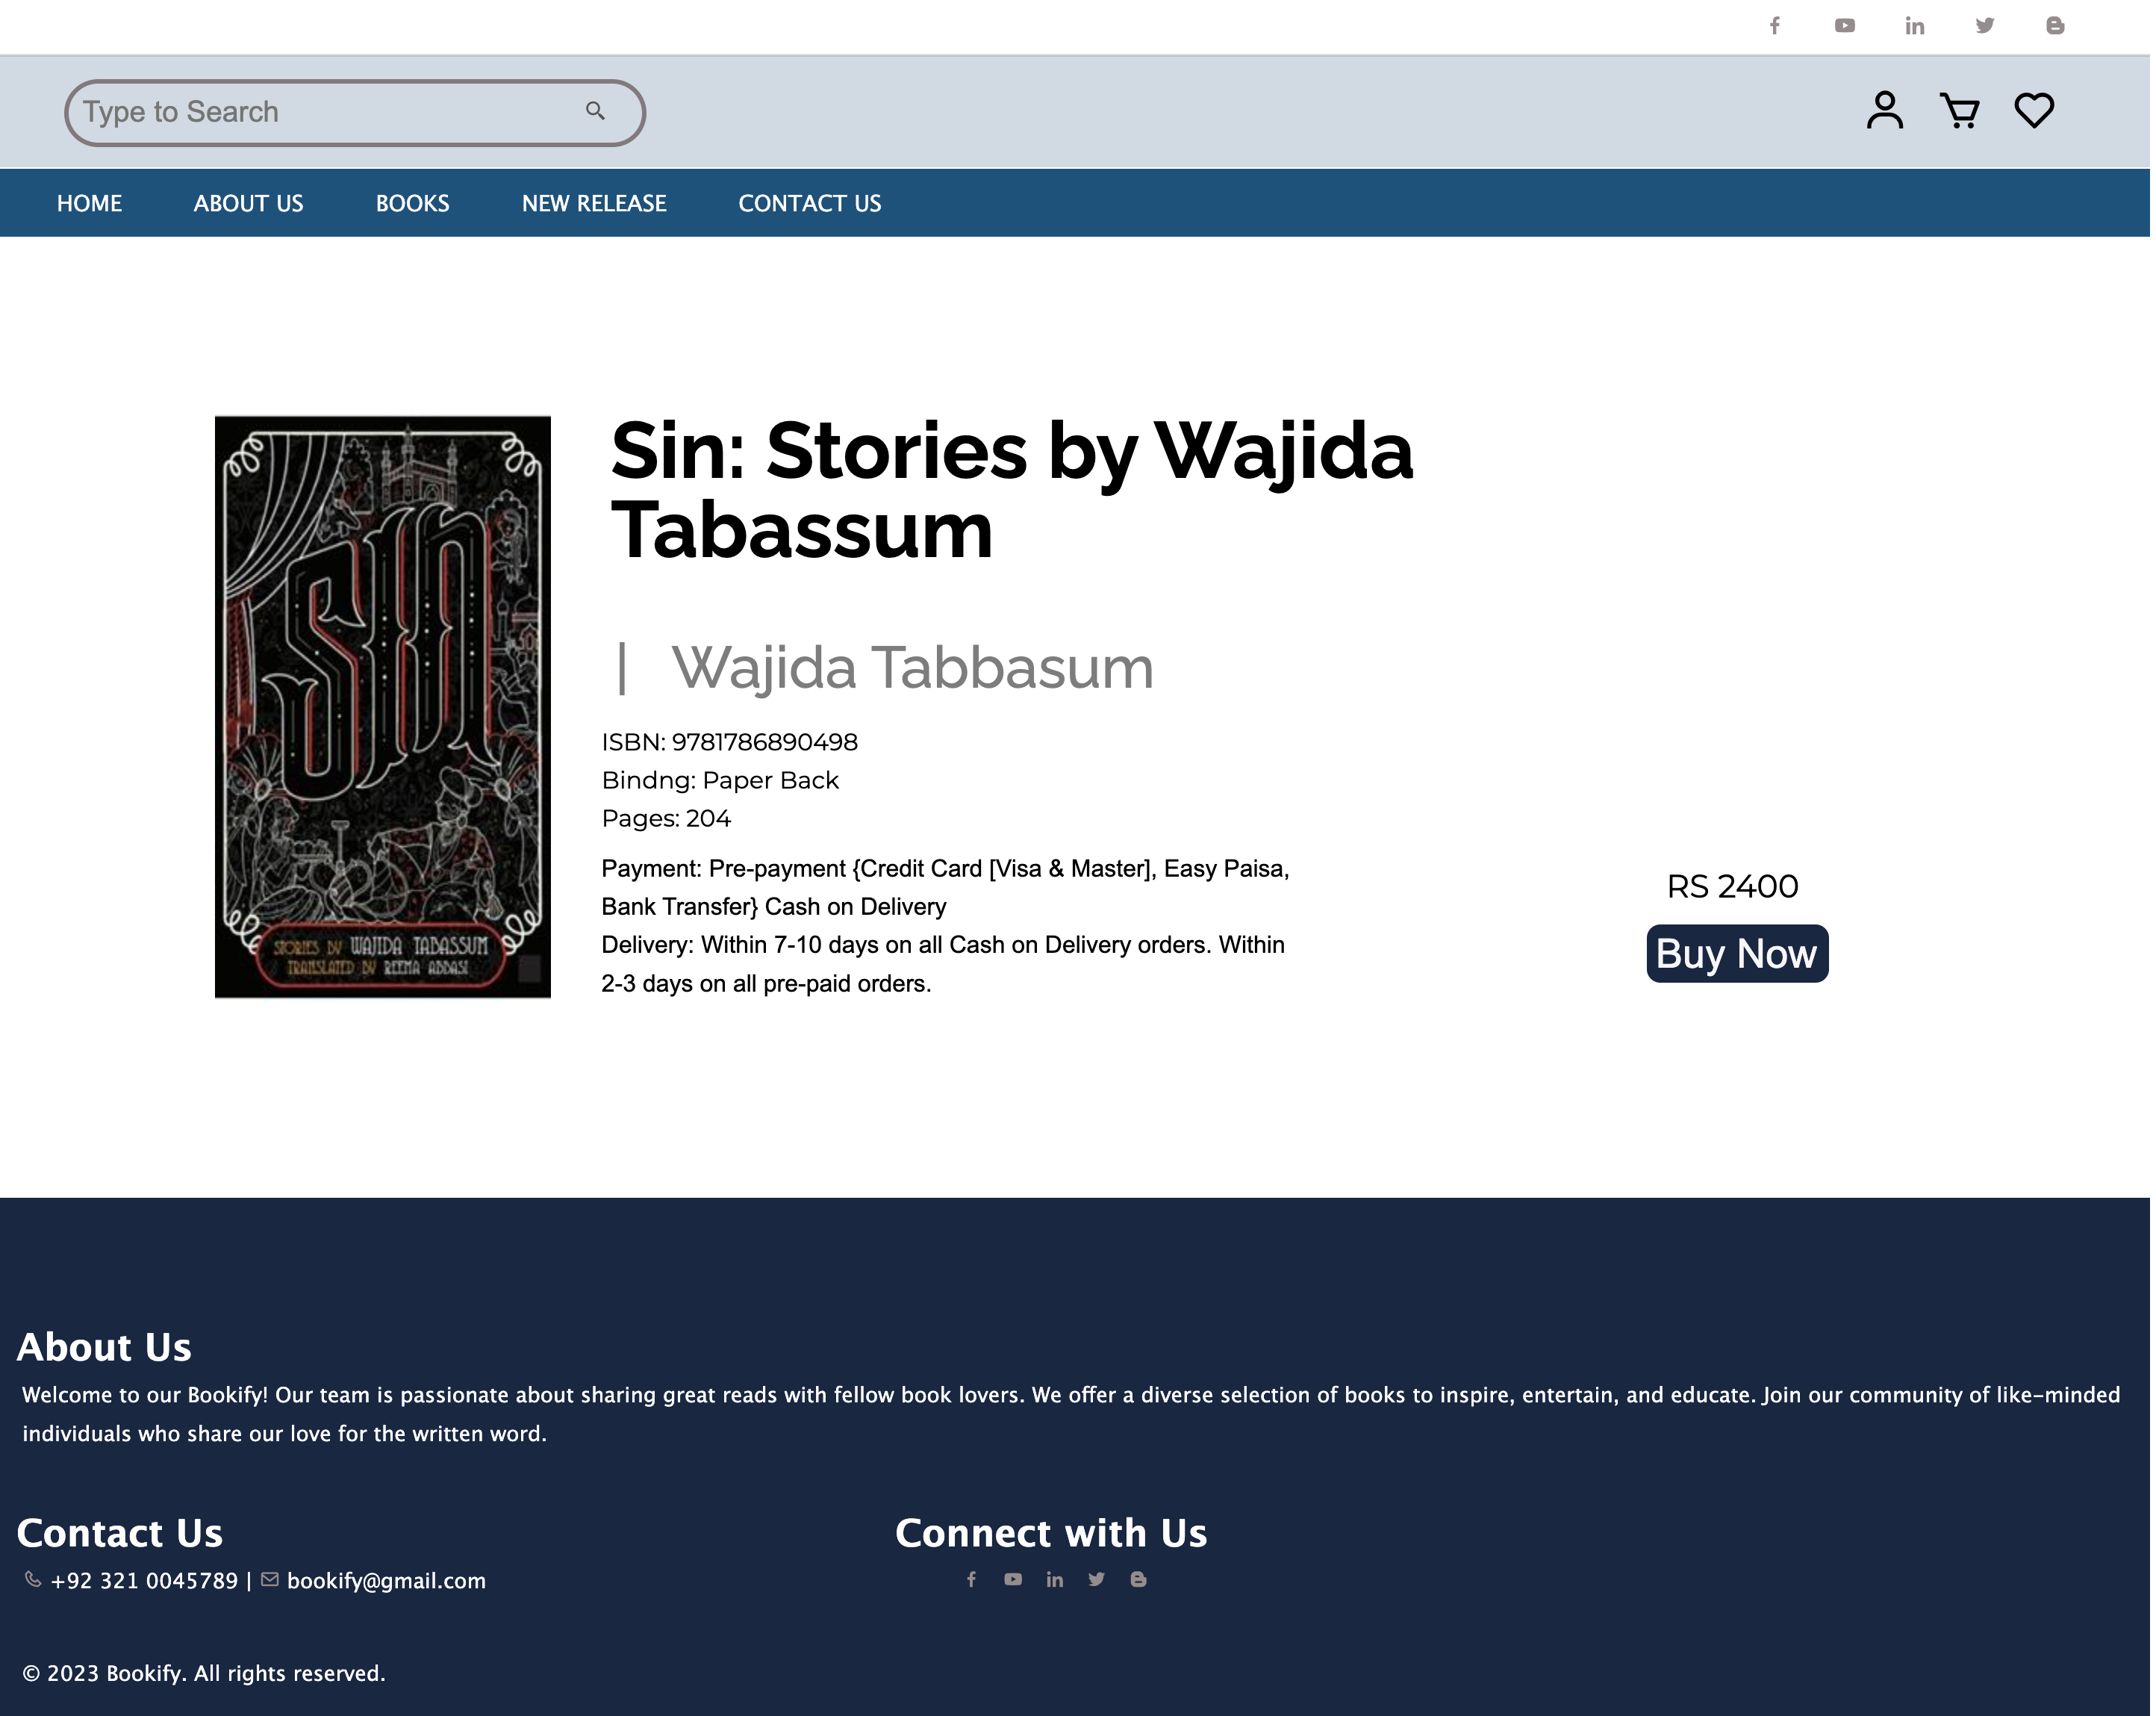 Type to Search
HOME ABOUT US BOOKS NEW RELEASE CONTACT US
SIN
STORIES BY WAJIDA TABASSUM
TRANSLATED BY REEMA ABBASI
Sin: Stories by Wajida
Tabassum
| Wajida Tabbasum
ISBN: 9781786890498
Bindng: Paper Back
Pages: 204
Payment: Pre-payment {Credit Card [Visa & Master], Easy Paisa,
Bank Transfer} Cash on Delivery
Delivery: Within 7-10 days on all Cash on Delivery orders. Within
2-3 days on all pre-paid orders.
RS 2400
Buy Now
About Us
Welcome to our Bookify! Our team is passionate about sharing great reads with fellow book lovers. We offer a diverse selection of books to inspire, entertain, and educate. Join our community of like-minded
individuals who share our love for the written word.
Contact Us
+92 321 0045789 | bookify@gmail.com
Connect with Us
© 2023 Bookify. All rights reserved.